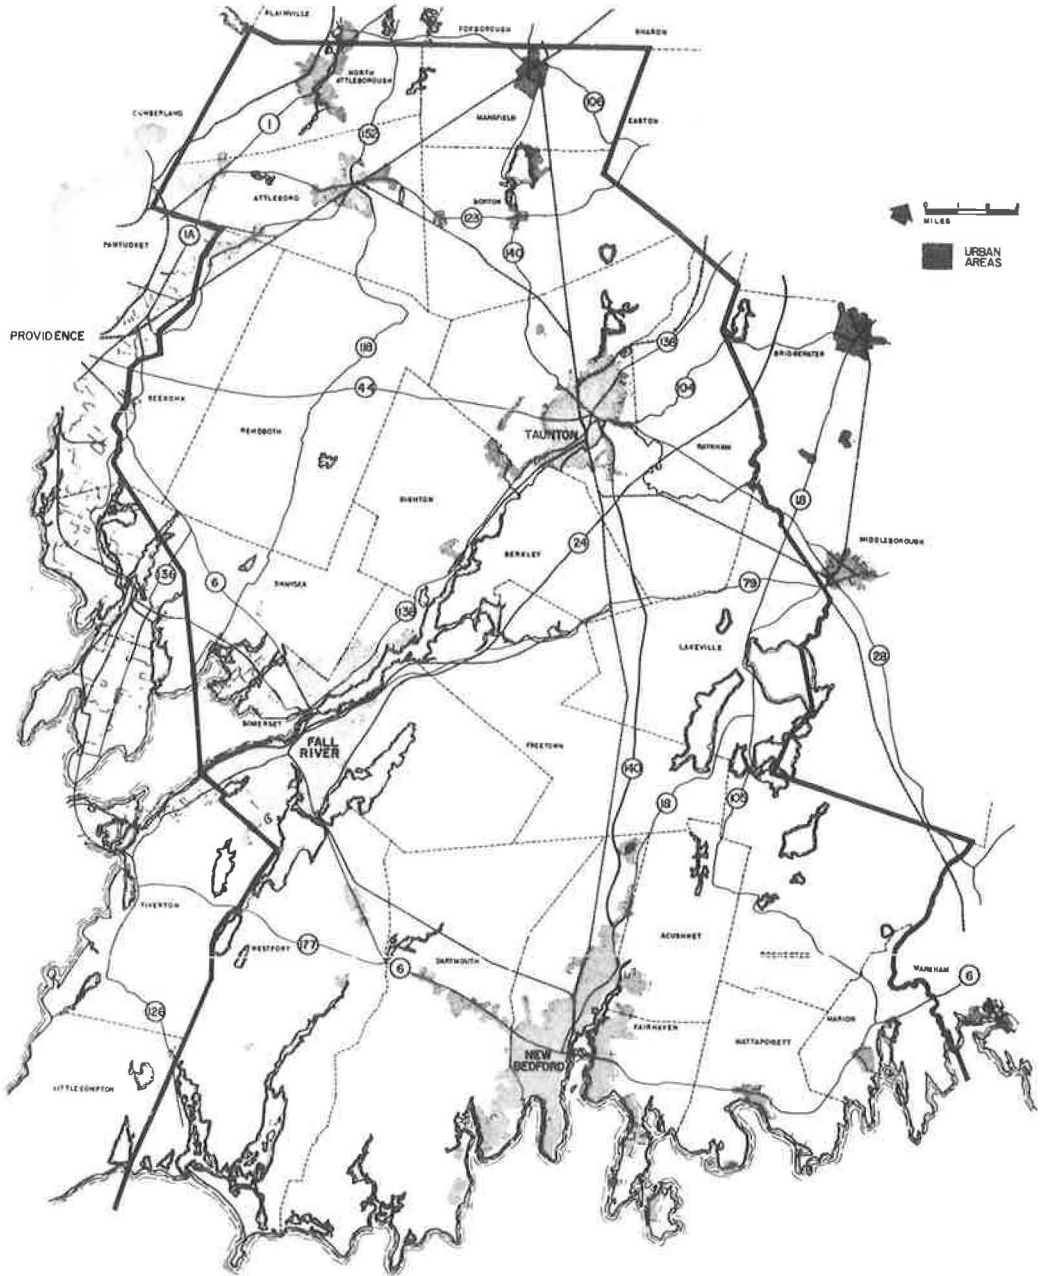 PLAINVILLE
FOXBOROUGH
SHARON
NORTH
ATTLEBOROUGH
CUMBERLAND
1
152
MANSFIELD
106
EASTON
ATTLEBORO
NORTON
123
140
PAWTUCKET
1A
0
MILES
URBAN
AREAS
PROVIDENCE
118
138
BRIDGEWATER
44
104
SEEKONK
REHOBOTH
TAUNTON
RAYNHAM
DIGHTON
18
24
BERKLEY
MIDDLEBOROUGH
136
6
SWANSEA
138
79
LAKEVILLE
28
SOMERSET
FALL
RIVER
FREETOWN
140
18
105
TIVERTON
WESTPORT
177
6
DARTMOUTH
ACUSHNET
ROCHESTER
WAREHAM
6
126
FAIRHAVEN
MARION
MATTAPOISETT
NEW
BEDFORD
LITTLE COMPTON